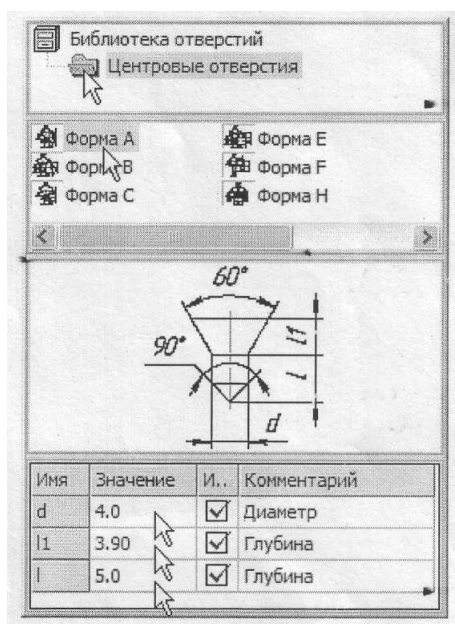 Библиотека отверстий
Центровые отверстия
Форма A Форма E
Форма B Форма F
Форма C Форма H
60°
90°
l1
l
d
Имя Значение И.. Комментарий
d 4.0 Диаметр
l1 3.90 Глубина
l 5.0 Глубина